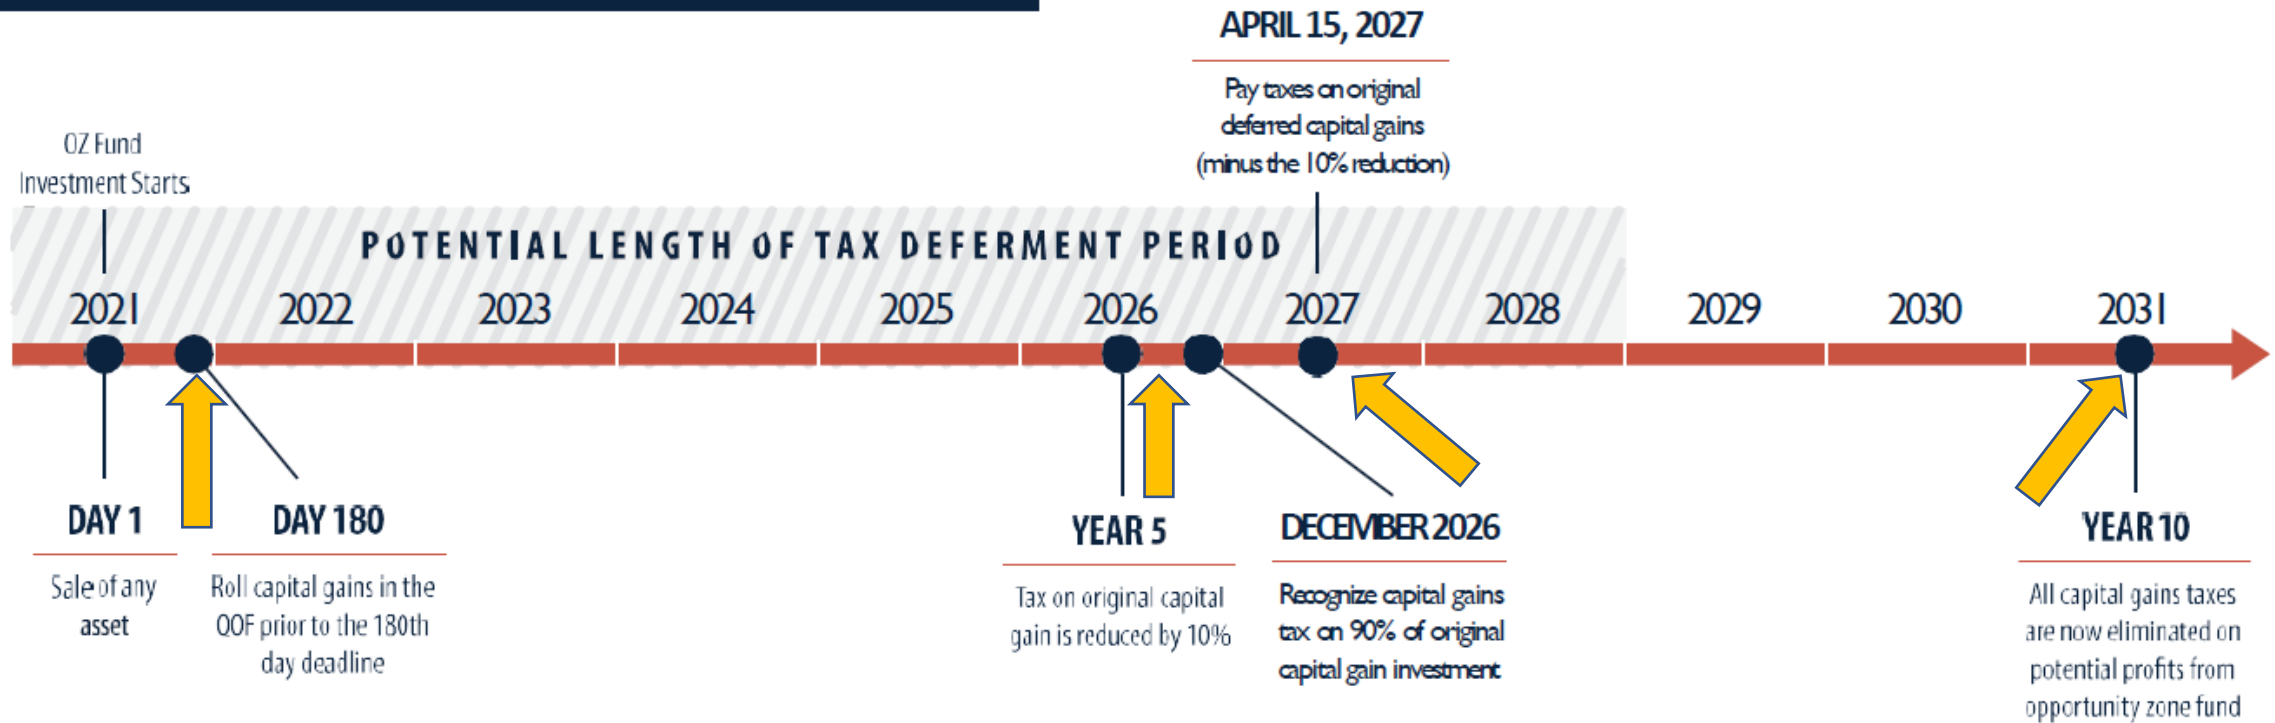 APRIL 15, 2027
Pay taxes on original
deferred capital gains
(minus the 10% reduction)
OZ Fund
Investment Starts
POTENTIAL LENGTH OF TAX DEFERMENT PERIOD
2021 2022 2023 2024 2025 2026 2027 2028 2029 2030 2031
DAY 1
Sale of any
asset
DAY 180
Roll capital gains in the
QOF prior to the 180th
day deadline
YEAR 5
Tax on original capital
gain is reduced by 10%
DECEMBER 2026
Recognize capital gains
tax on 90% of original
capital gain investment
YEAR 10
All capital gains taxes
are now eliminated on
potential profits from
opportunity zone fund